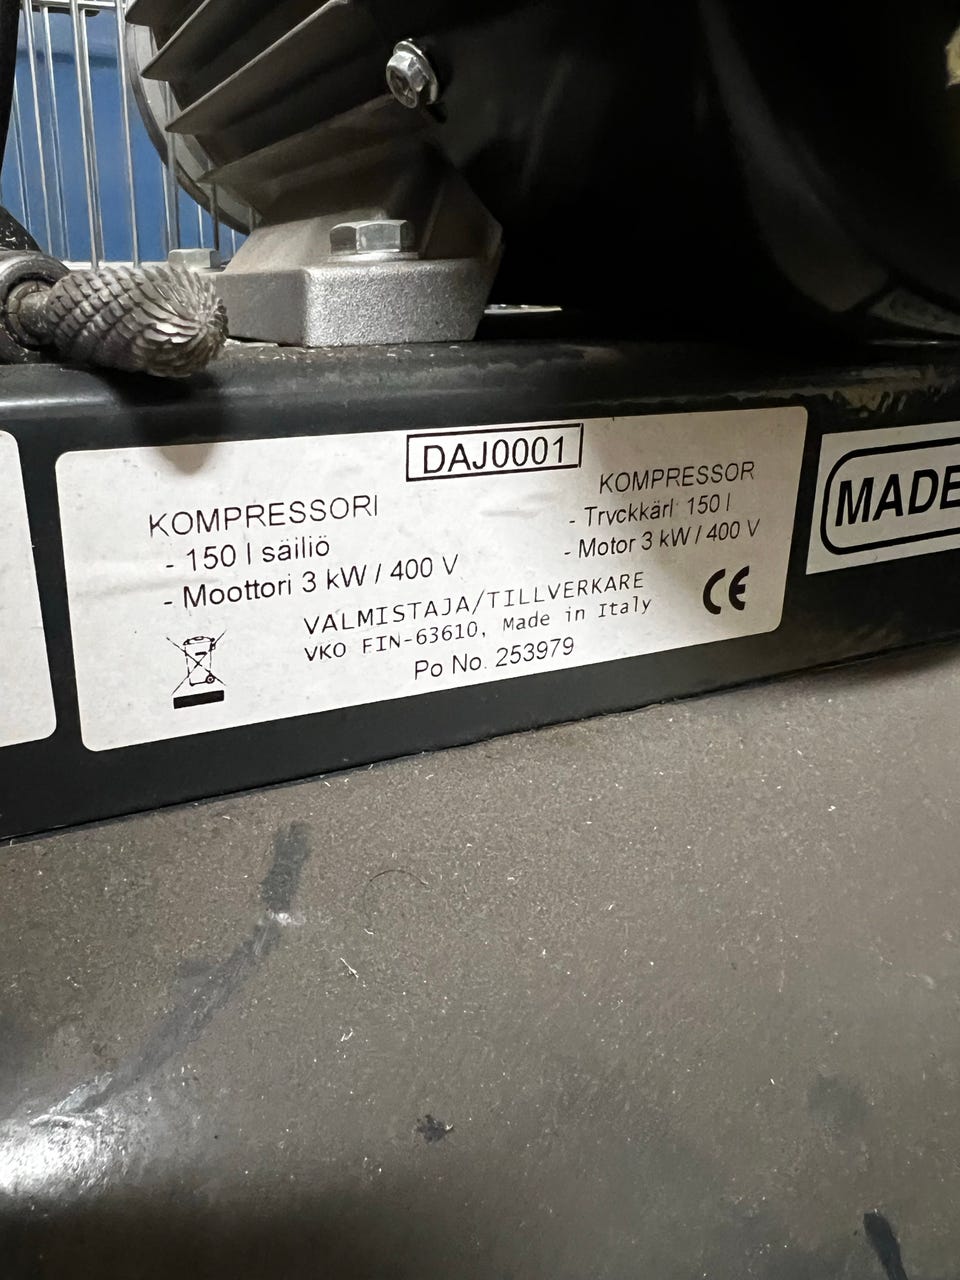 DAJ0001
KOMPRESSORI
- 150 l säiliö
- Moottori 3 kW / 400 V
KOMPRESSOR
- Tryckkärl 150 l
- Motor 3 kW / 400 V
VALMISTAJA/TILLVERKARE
VKO FIN-63610, Made in Italy
Po No. 253979
CE
MADE